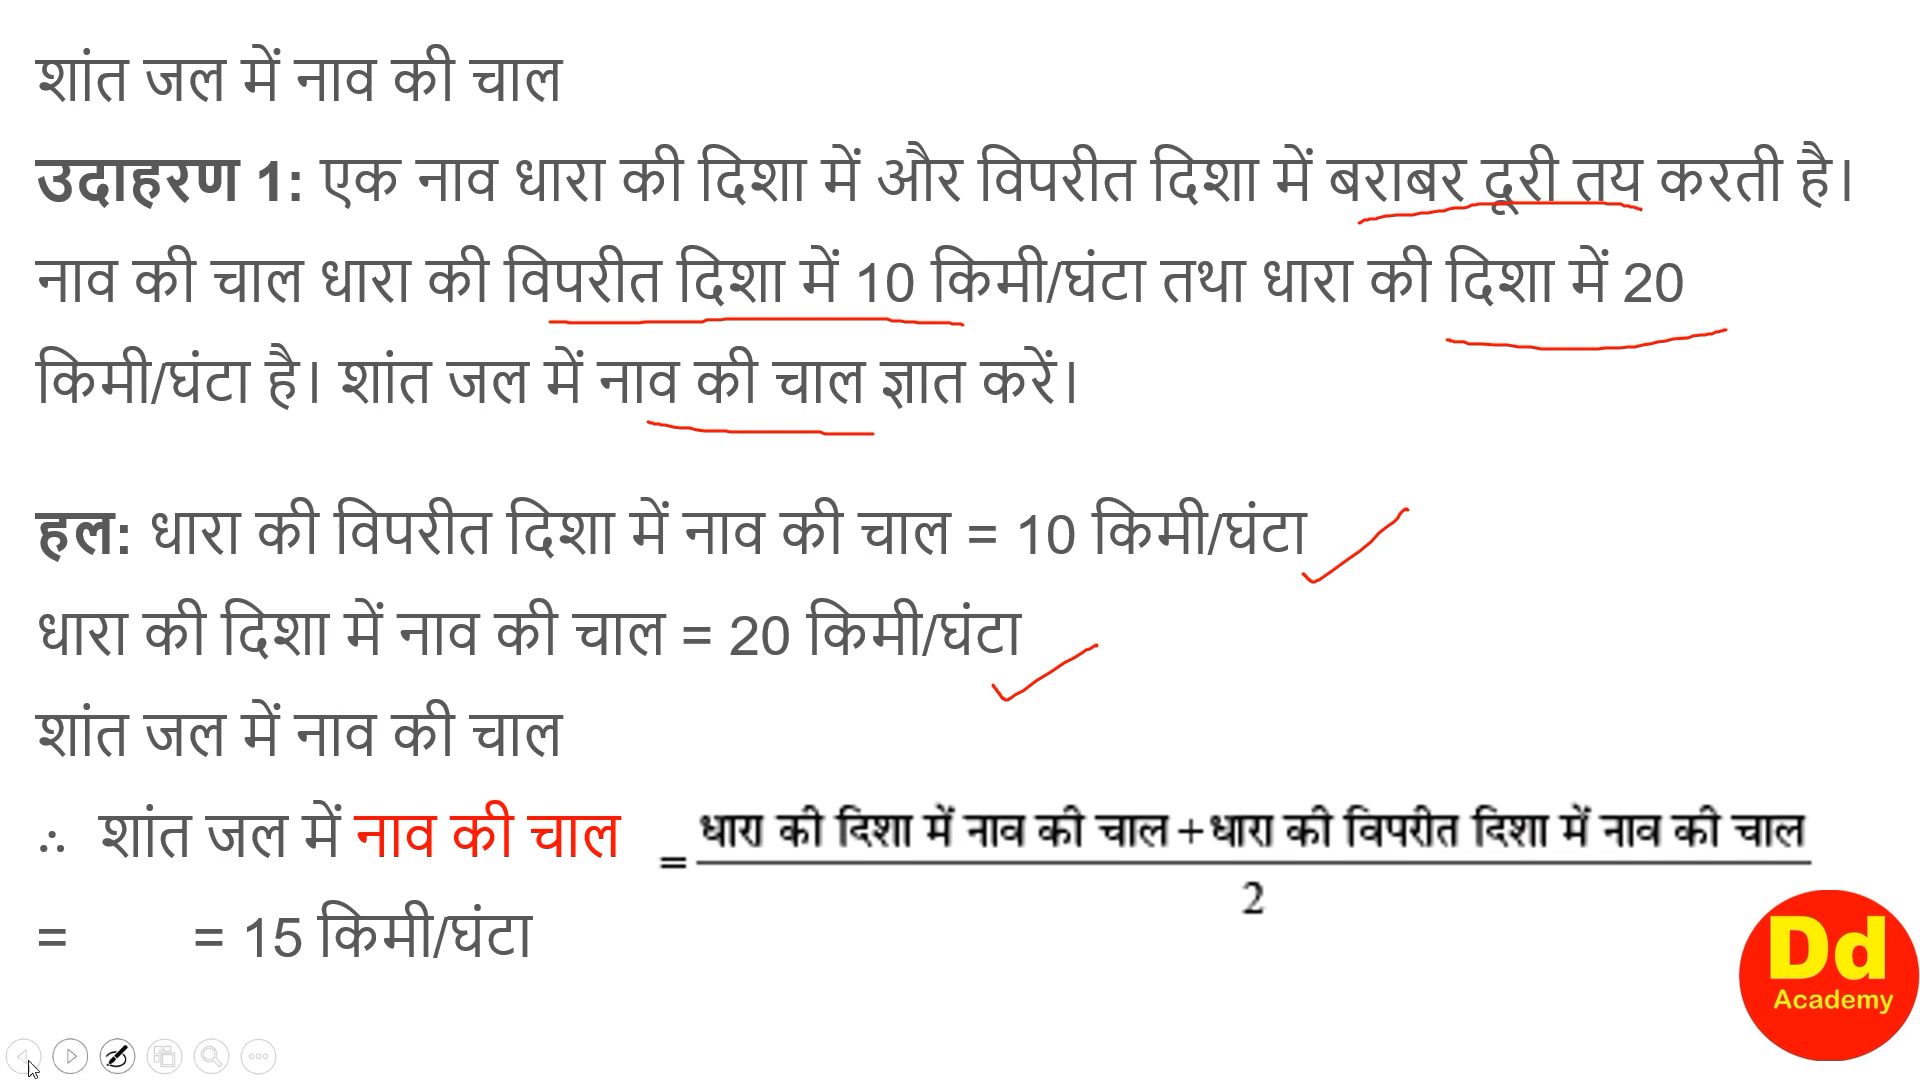 शांत जल में नाव की चाल
उदाहरण 1: एक नाव धारा की दिशा में और विपरीत दिशा में बराबर दूरी तय करती है।
नाव की चाल धारा की विपरीत दिशा में 10 किमी/घंटा तथा धारा की दिशा में 20
किमी/घंटा है। शांत जल में नाव की चाल ज्ञात करें।
हल: धारा की विपरीत दिशा में नाव की चाल = 10 किमी/घंटा
धारा की दिशा में नाव की चाल = 20 किमी/घंटा
शांत जल में नाव की चाल
∴ शांत जल में नाव की चाल
= धारा की दिशा में नाव की चाल+धारा की विपरीत दिशा में नाव की चाल
2
= = 15 किमी/घंटा
Dd
Academy